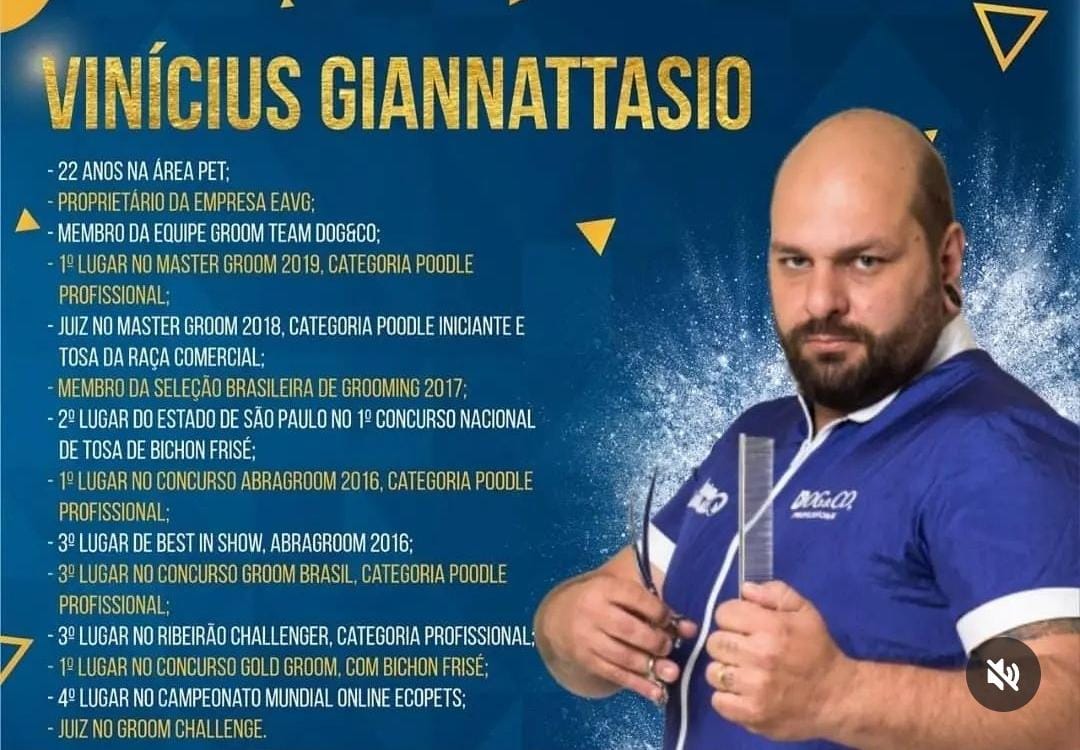 VINÍCIUS GIANNATTASIO
- 22 ANOS NA ÁREA PET;
- PROPRIETÁRIO DA EMPRESA EAVG;
- MEMBRO DA EQUIPE GROOM TEAM DOG&CO;
- 1º LUGAR NO MASTER GROOM 2019, CATEGORIA POODLE
PROFISSIONAL;
- JUIZ NO MASTER GROOM 2018, CATEGORIA POODLE INICIANTE E
TOSA DA RAÇA COMERCIAL;
- MEMBRO DA SELEÇÃO BRASILEIRA DE GROOMING 2017;
- 2º LUGAR DO ESTADO DE SÃO PAULO NO 1º CONCURSO NACIONAL
DE TOSA DE BICHON FRISÉ;
- 1º LUGAR NO CONCURSO ABRAGROOM 2016, CATEGORIA POODLE
PROFISSIONAL;
- 3º LUGAR DE BEST IN SHOW, ABRAGROOM 2016;
- 3º LUGAR NO CONCURSO GROOM BRASIL, CATEGORIA POODLE
PROFISSIONAL;
- 3º LUGAR NO RIBEIRÃO CHALLENGER, CATEGORIA PROFISSIONAL;
- 1º LUGAR NO CONCURSO GOLD GROOM, COM BICHON FRISÉ;
- 4º LUGAR NO CAMPEONATO MUNDIAL ONLINE ECOPETS;
- JUIZ NO GROOM CHALLENGE.
DOG&CO.